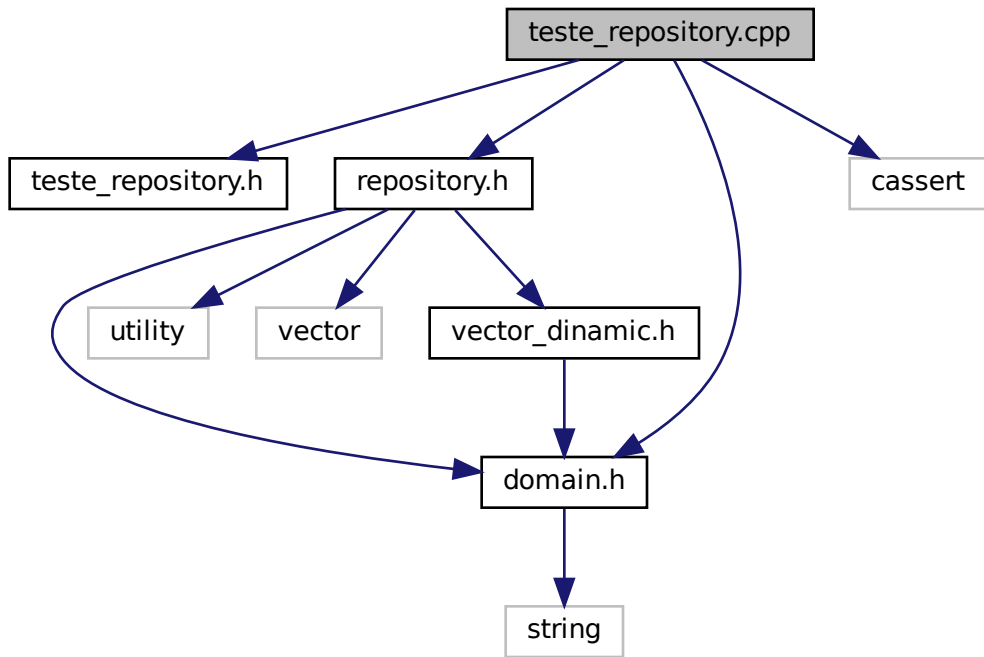 teste_repository.cpp
teste_repository.h
repository.h
cassert
utility
vector
vector_dinamic.h
domain.h
string